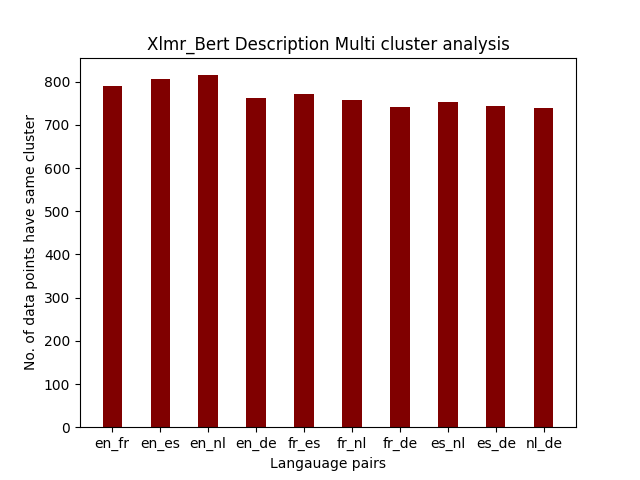 Xlmr_Bert Description Multi cluster analysis
No. of data points have same cluster
800
700
600
500
400
300
200
100
0
en_fr en_es en_nl en_de fr_es fr_nl fr_de es_nl es_de nl_de
Langauage pairs